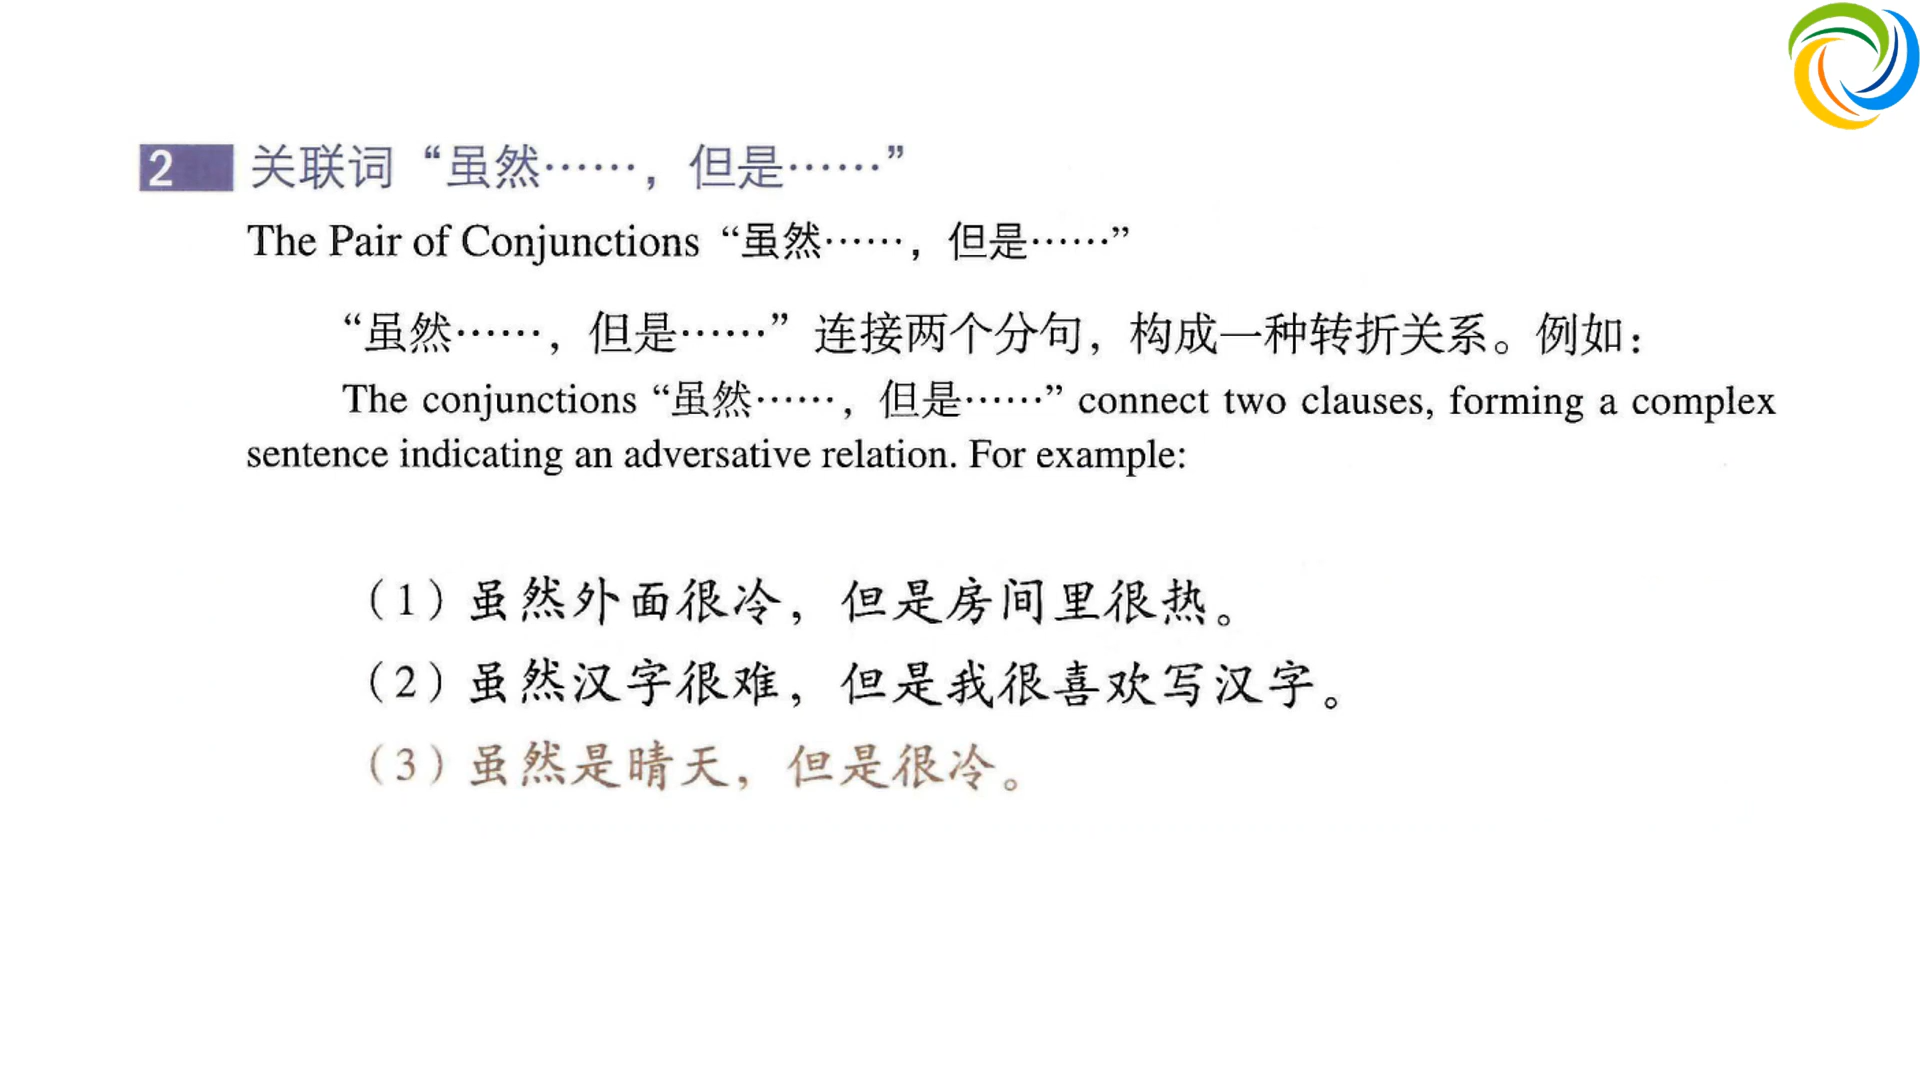 2 关联词“虽然……，但是……”
The Pair of Conjunctions “虽然……，但是……”
“虽然……，但是……”连接两个分句，构成一种转折关系。例如：
The conjunctions “虽然……，但是……” connect two clauses, forming a complex
sentence indicating an adversative relation. For example:
（1）虽然外面很冷，但是房间里很热。
（2）虽然汉字很难，但是我很喜欢写汉字。
（3）虽然是晴天，但是很冷。